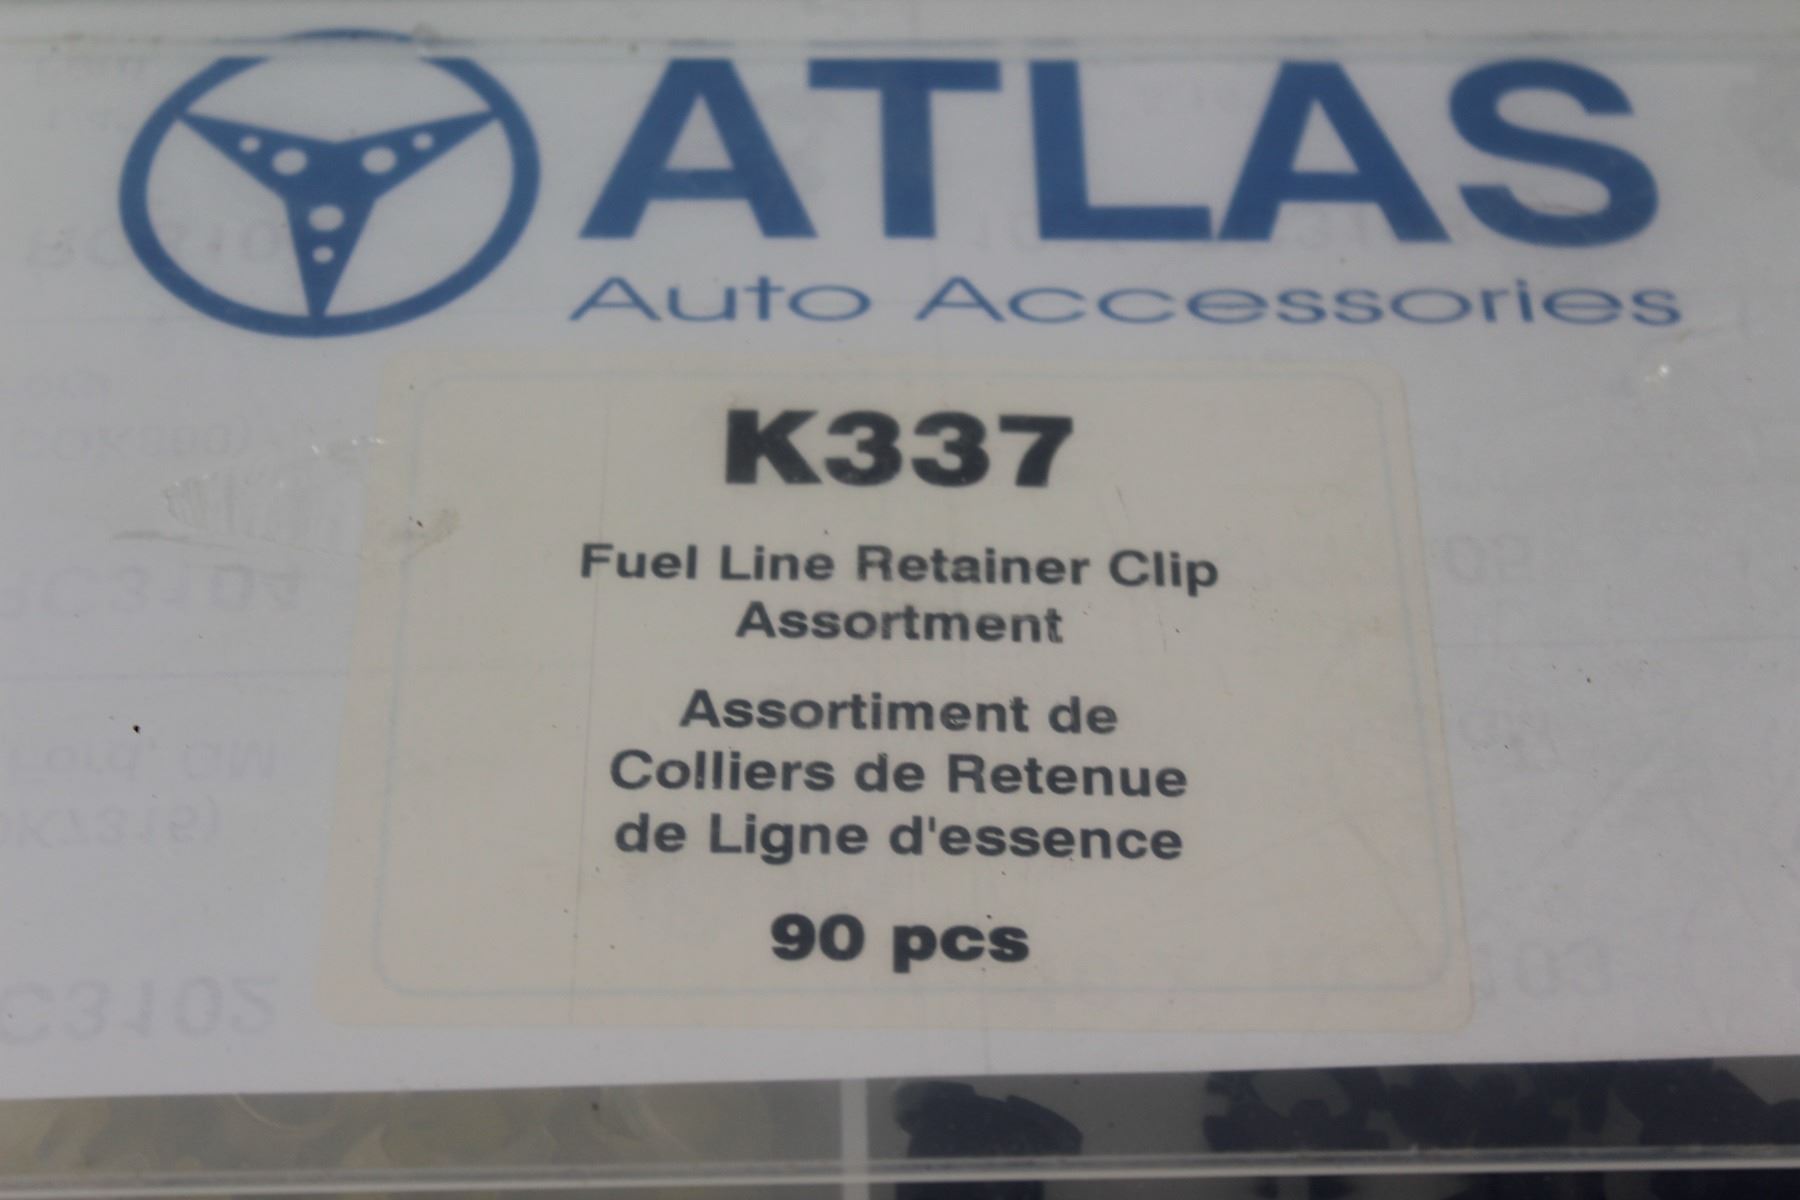 ATLAS
Auto Accessories
K337
Fuel Line Retainer Clip
Assortment
Assortiment de
Colliers de Retenue
de Ligne d'essence
90 pcs